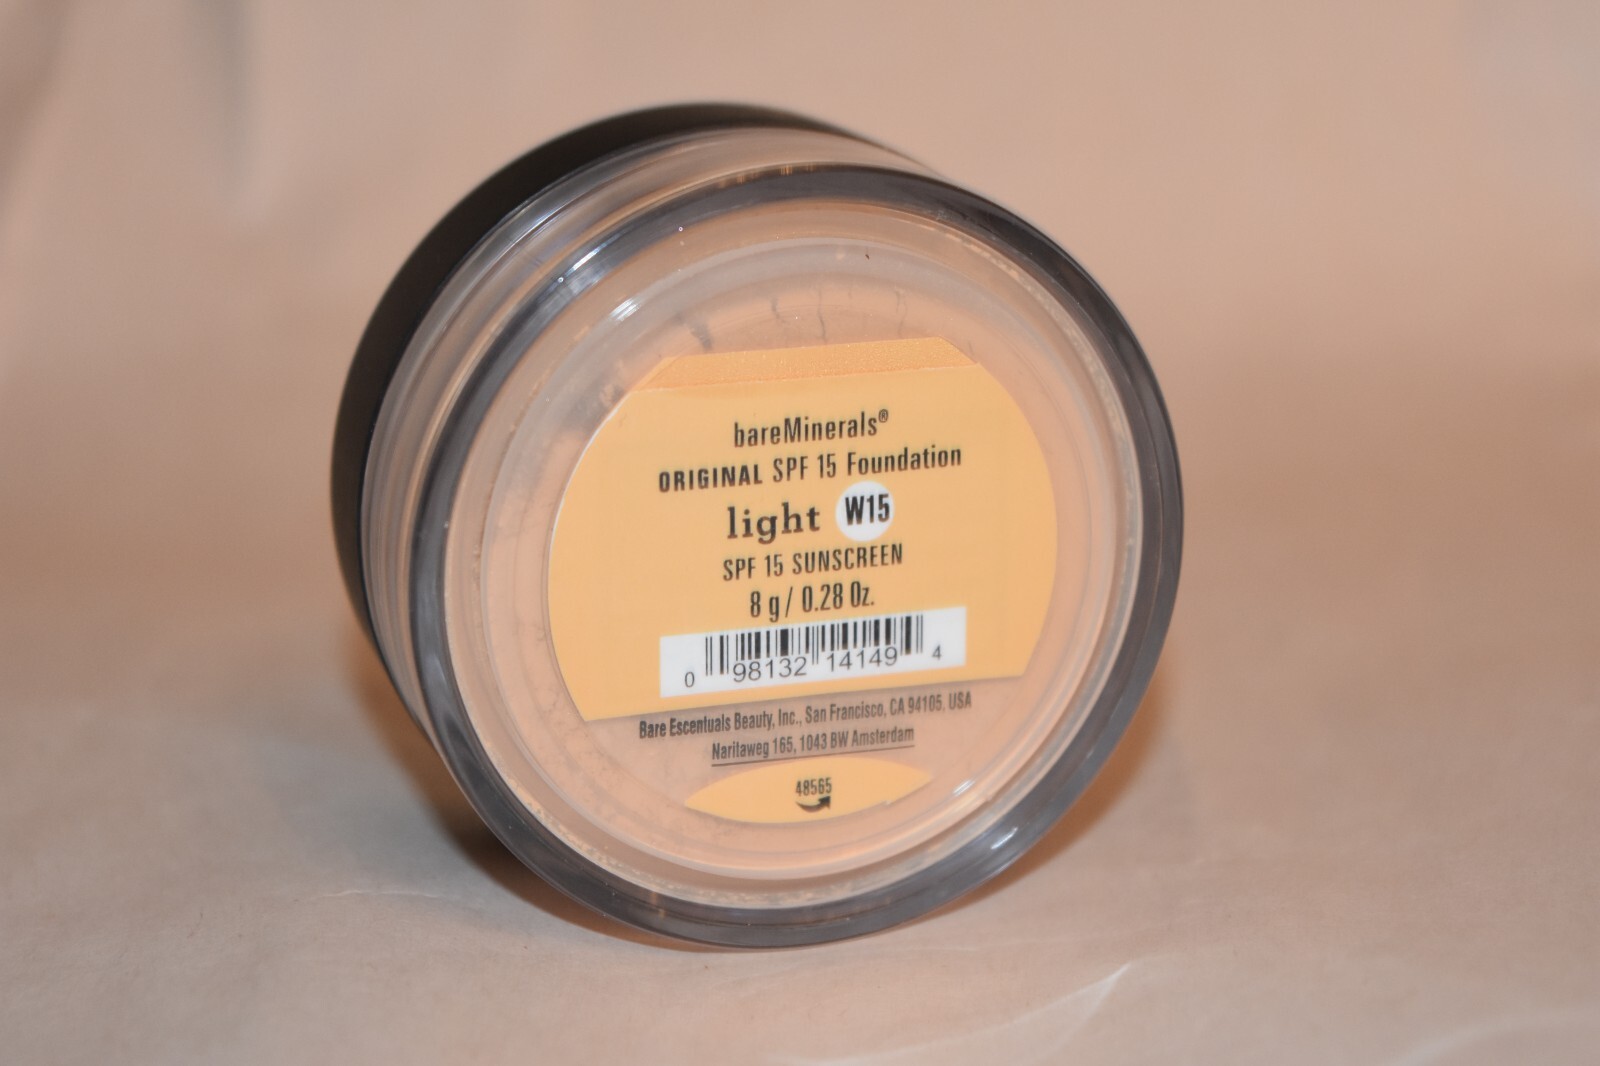 bareMinerals®
ORIGINAL SPF 15 Foundation
light W15
SPF 15 SUNSCREEN
8 g / 0.28 Oz.
0 98132 14149 4
Bare Escentuals Beauty, Inc., San Francisco, CA 94105, USA
Naritaweg 165, 1043 BW Amsterdam
48565